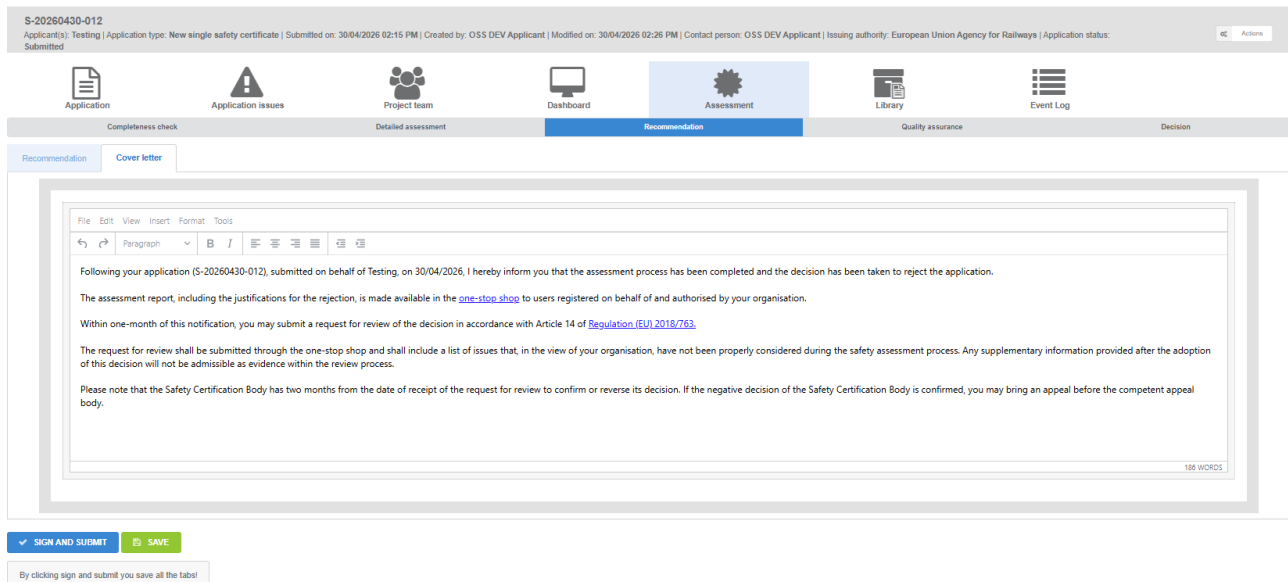 S-20260430-012
Applicant(s): Testing | Application type: New single safety certificate | Submitted on: 30/04/2026 02:15 PM | Created by: OSS DEV Applicant | Modified on: 30/04/2026 02:26 PM | Contact person: OSS DEV Applicant | Issuing authority: European Union Agency for Railways | Application status:
Submitted
Actions
Application
Application issues
Project team
Dashboard
Assessment
Library
Event Log
Completeness check
Detailed assessment
Recommendation
Quality assurance
Decision
Recommendation
Cover letter
File Edit View Insert Format Tools
Paragraph B I
Following your application (S-20260430-012), submitted on behalf of Testing, on 30/04/2026, I hereby inform you that the assessment process has been completed and the decision has been taken to reject the application.
The assessment report, including the justifications for the rejection, is made available in the one-stop shop to users registered on behalf of and authorised by your organisation.
Within one-month of this notification, you may submit a request for review of the decision in accordance with Article 14 of Regulation (EU) 2018/763.
The request for review shall be submitted through the one-stop shop and shall include a list of issues that, in the view of your organisation, have not been properly considered during the safety assessment process. Any supplementary information provided after the adoption
of this decision will not be admissible as evidence within the review process.
Please note that the Safety Certification Body has two months from the date of receipt of the request for review to confirm or reverse its decision. If the negative decision of the Safety Certification Body is confirmed, you may bring an appeal before the competent appeal
body.
186 WORDS
SIGN AND SUBMIT
SAVE
By clicking sign and submit you save all the tabs!